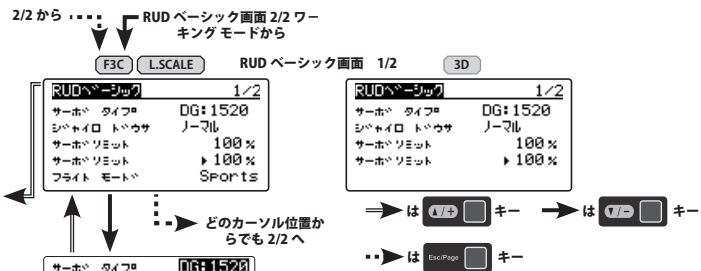 2/2 から
RUD ベーシック画面 2/2 ワー
キング モードから
F3C
L.SCALE
RUD ベーシック画面 1/2
3D
RUDベーシック 1/2
サーボ タイプ DG:1520
ジャイロ ドウサ ノーマル
サーボリミット 100%
サーボリミット ▶100%
フライト モード Sports
RUDベーシック 1/2
サーボ タイプ DG:1520
ジャイロ ドウサ ノーマル
サーボリミット 100%
サーボリミット ▶100%
どのカーソル位置か
らでも 2/2 へ
は ▲/+ キー
は ▼/− キー
は Esc/Page キー
サーボ タイプ DG:1520